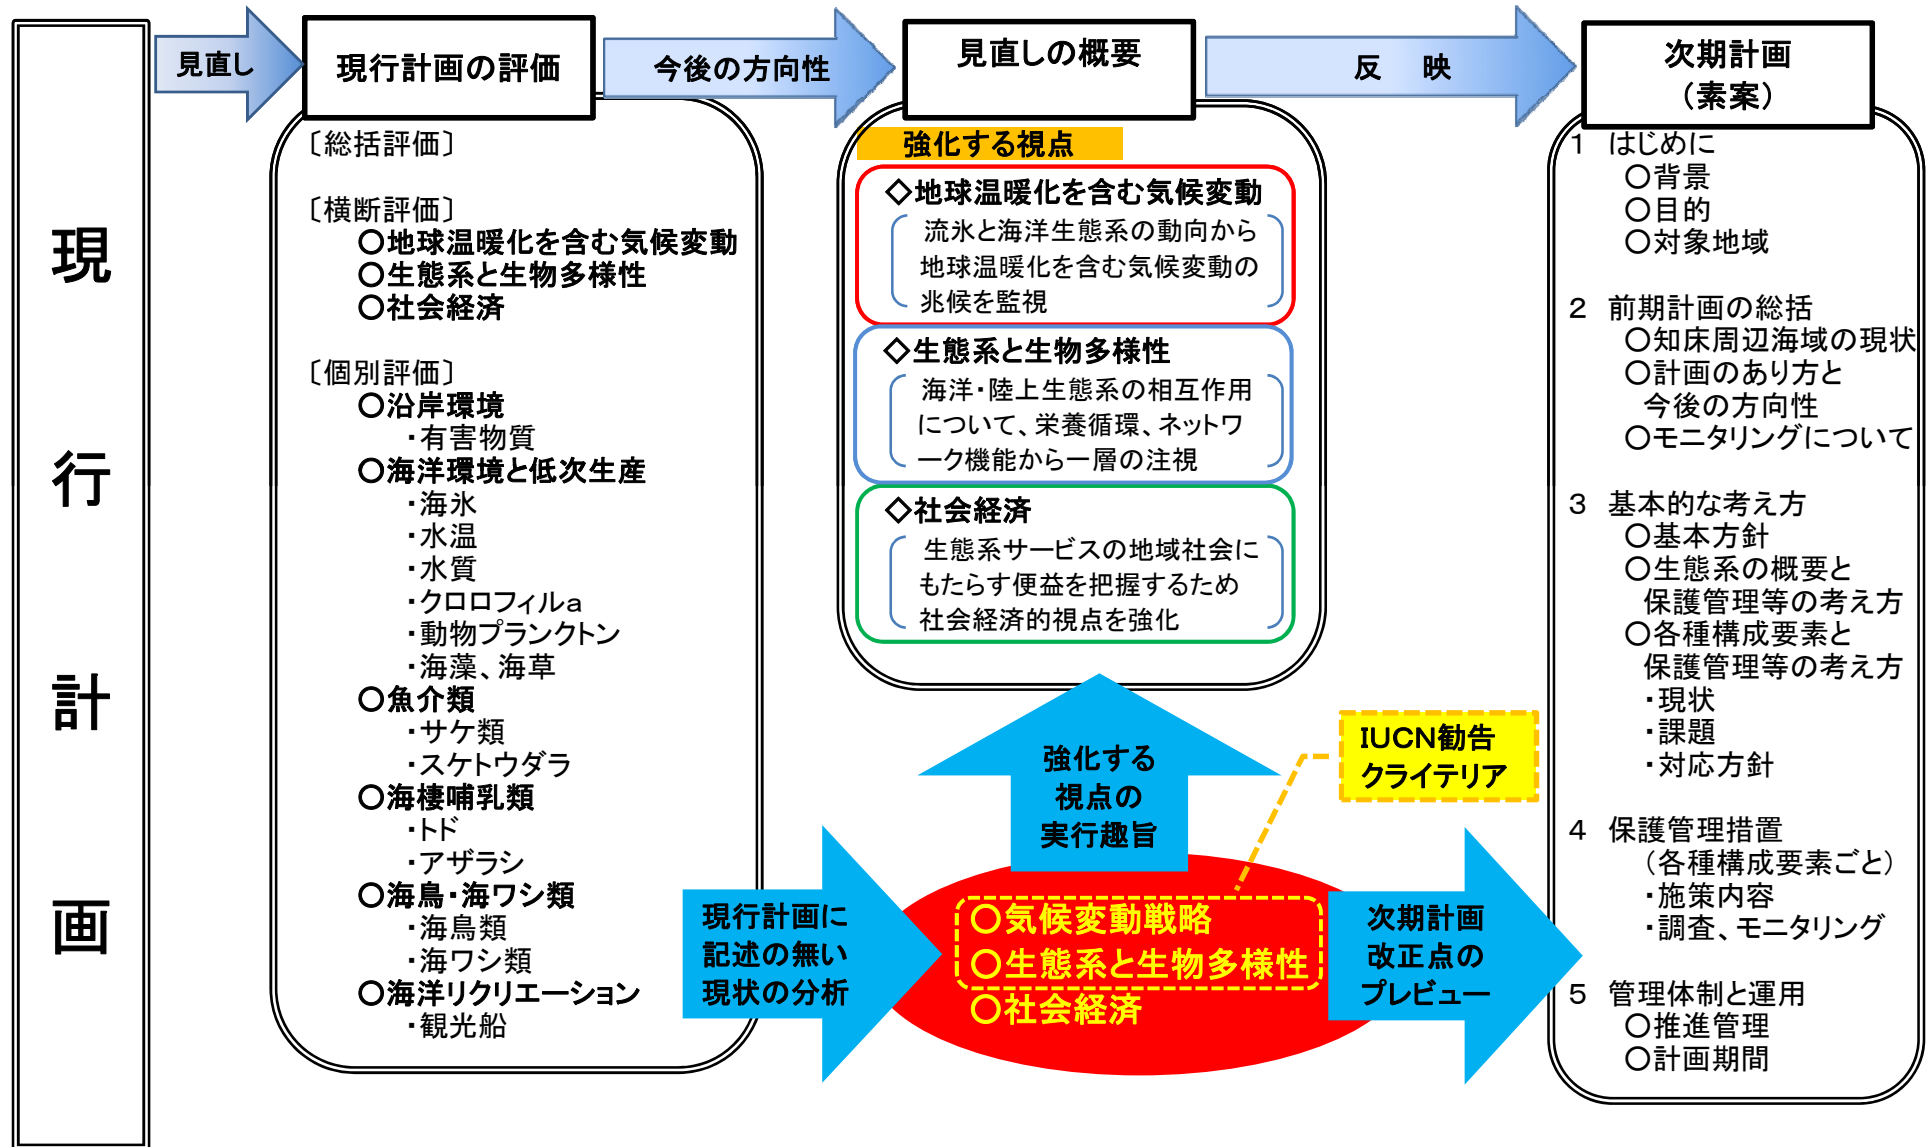 現行計画
見直し
現行計画の評価
〔総括評価〕
〔横断評価〕
○地球温暖化を含む気候変動
○生態系と生物多様性
○社会経済
〔個別評価〕
○沿岸環境
・有害物質
○海洋環境と低次生産
・海氷
・水温
・水質
・クロロフィルa
・動物プランクトン
・海藻、海草
○魚介類
・サケ類
・スケトウダラ
○海棲哺乳類
・トド
・アザラシ
○海鳥・海ワシ類
・海鳥類
・海ワシ類
○海洋リクリエーション
・観光船
今後の方向性
見直しの概要
強化する視点
◇地球温暖化を含む気候変動
流氷と海洋生態系の動向から
地球温暖化を含む気候変動の
兆候を監視
◇生態系と生物多様性
海洋・陸上生態系の相互作用
について、栄養循環、ネットワ
ーク機能から一層の注視
◇社会経済
生態系サービスの地域社会に
もたらす便益を把握するため
社会経済的視点を強化
強化する
視点の
実行趣旨
IUCN勧告
クライテリア
現行計画に
記述の無い
現状の分析
○気候変動戦略
○生態系と生物多様性
○社会経済
次期計画
改正点の
プレビュー
反 映
次期計画
（素案）
1 はじめに
○背景
○目的
○対象地域
2 前期計画の総括
○知床周辺海域の現状
○計画のあり方と
今後の方向性
○モニタリングについて
3 基本的な考え方
○基本方針
○生態系の概要と
保護管理等の考え方
○各種構成要素と
保護管理等の考え方
・現状
・課題
・対応方針
4 保護管理措置
（各種構成要素ごと）
・施策内容
・調査、モニタリング
5 管理体制と運用
○推進管理
○計画期間